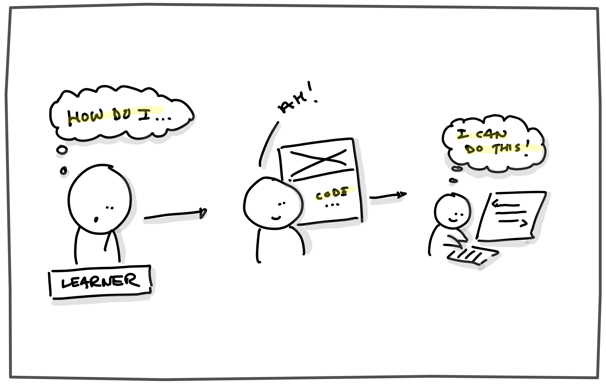 HOW DO I...
LEARNER
AH!
CODE
...
I CAN
DO THIS!